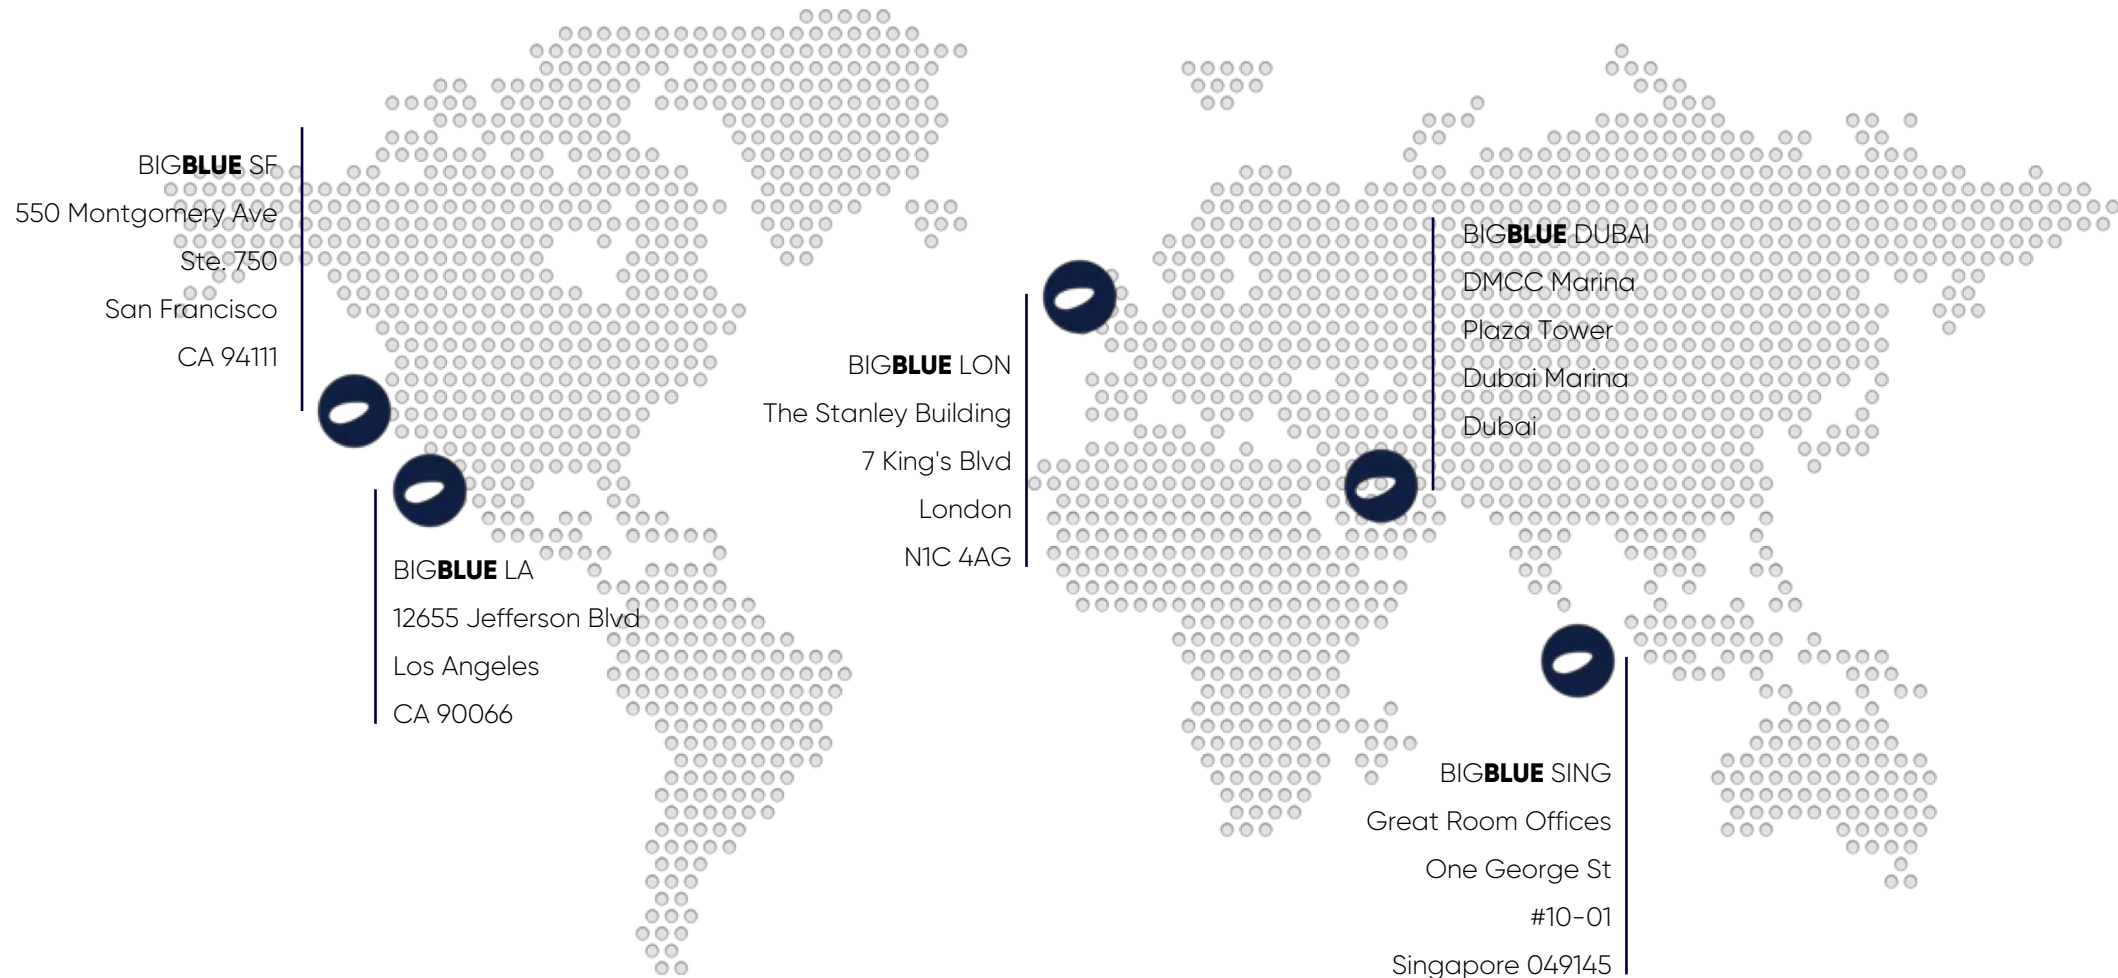 BIGBLUE SF
550 Montgomery Ave
Ste. 750
San Francisco
CA 94111
BIGBLUE LA
12655 Jefferson Blvd
Los Angeles
CA 90066
BIGBLUE LON
The Stanley Building
7 King's Blvd
London
N1C 4AG
BIGBLUE DUBAI
DMCC Marina
Plaza Tower
Dubai Marina
Dubai
BIGBLUE SING
Great Room Offices
One George St
#10-01
Singapore 049145